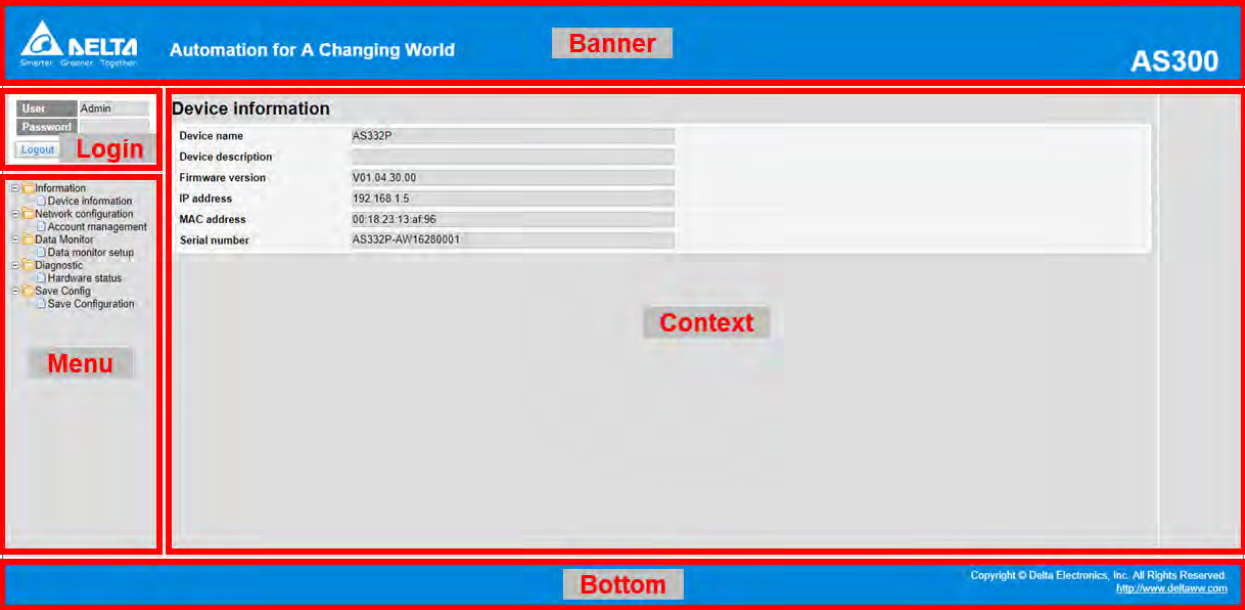 DELTA
Smarter. Greener. Together.
Automation for A Changing World
Banner
AS300
User Admin
Password
Logout
Login
Information
Device information
Network configuration
Account management
Data Monitor
Data monitor setup
Diagnostic
Hardware status
Save Config
Save Configuration
Menu
Device information
Device name AS332P
Device description
Firmware version V01.04.30.00
IP address 192.168.1.5
MAC address 00:18:23:13:af:96
Serial number AS332P-AW16280001
Context
Bottom
Copyright © Delta Electronics, Inc. All Rights Reserved.
http://www.deltaww.com